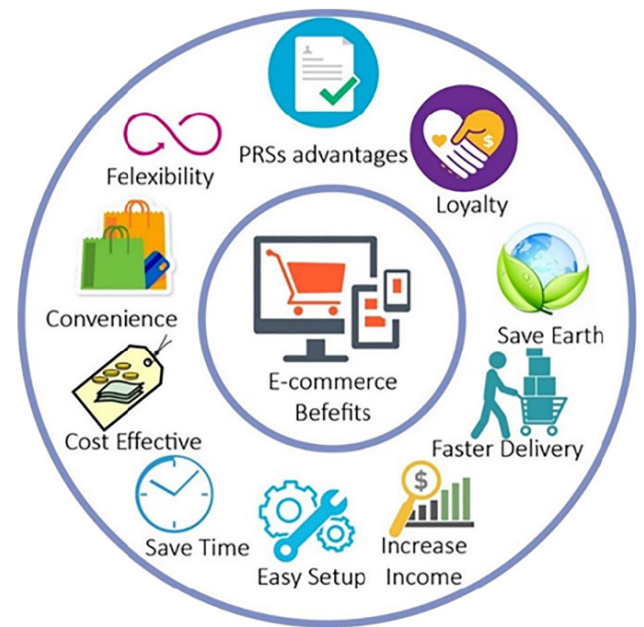 PRSs advantages
Loyalty
Save Earth
Faster Delivery
Increase
Income
Easy Setup
Save Time
Cost Effective
Convenience
Felexibility
E-commerce
Befefits
$
$